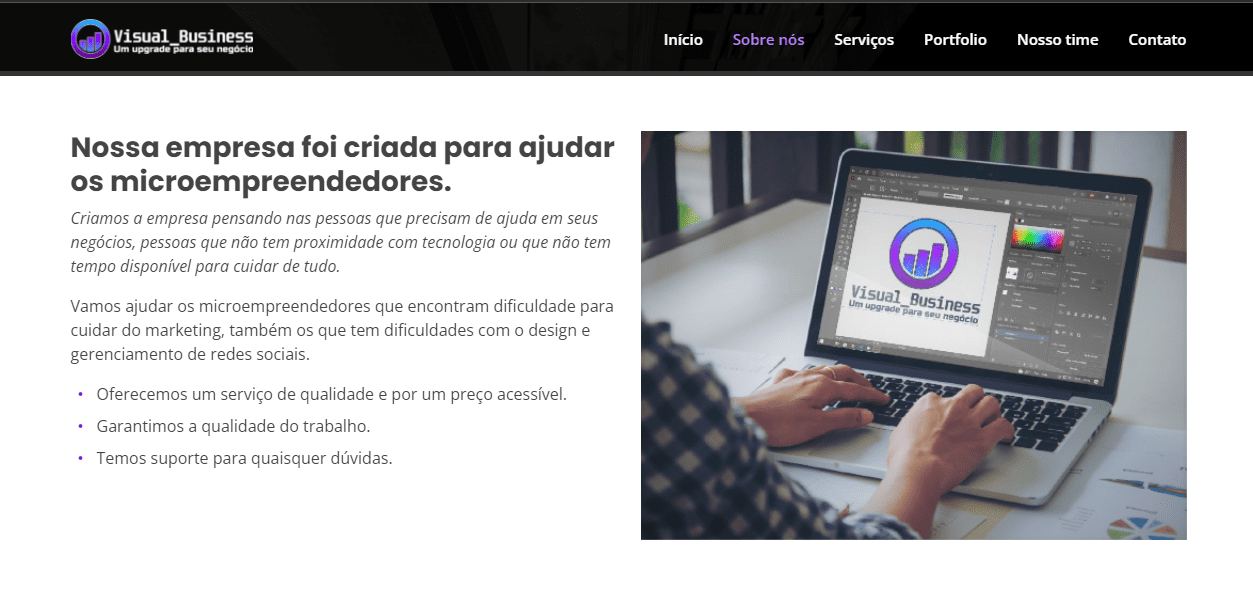 Visual_Business
Um upgrade para seu negócio
Início Sobre nós Serviços Portfolio Nosso time Contato
Nossa empresa foi criada para ajudar
os microempreendedores.
Criamos a empresa pensando nas pessoas que precisam de ajuda em seus
negócios, pessoas que não tem proximidade com tecnologia ou que não tem
tempo disponível para cuidar de tudo.
Vamos ajudar os microempreendedores que encontram dificuldade para
cuidar do marketing, também os que tem dificuldades com o design e
gerenciamento de redes sociais.
• Oferecemos um serviço de qualidade e por um preço acessível.
• Garantimos a qualidade do trabalho.
• Temos suporte para quaisquer dúvidas.
Visual_Business
Um upgrade para seu negócio